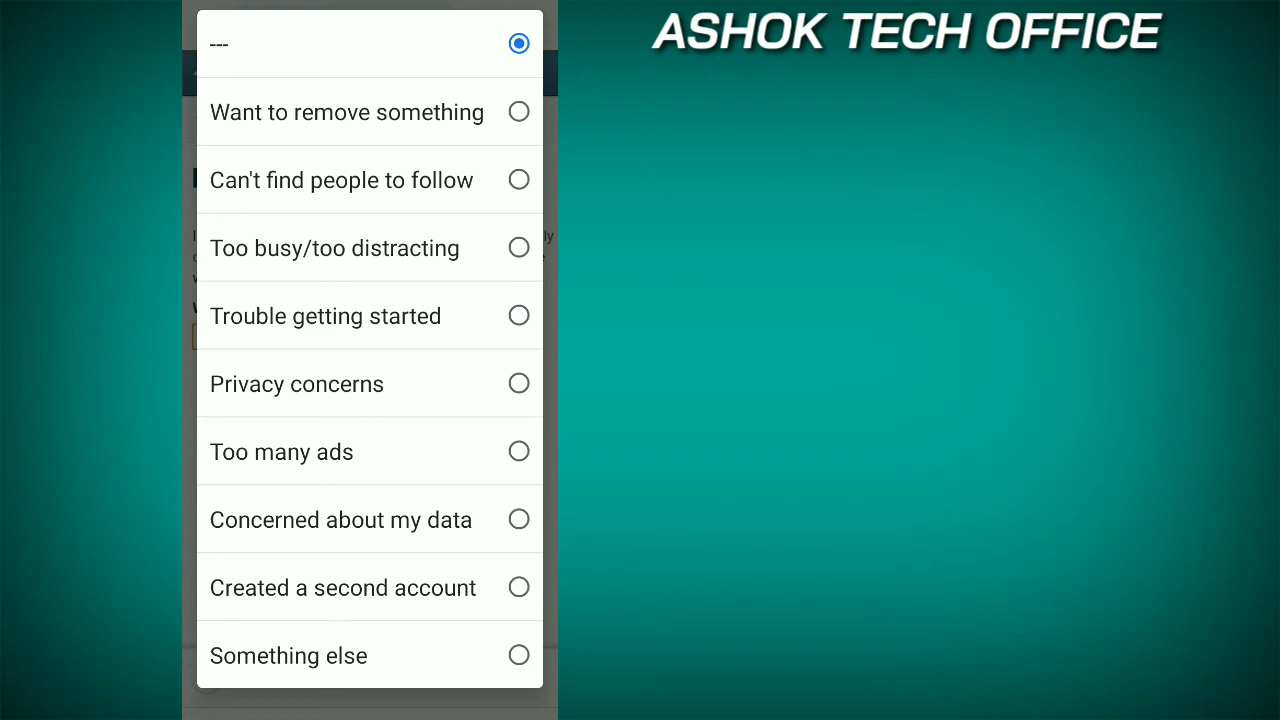 ASHOK TECH OFFICE
---
Want to remove something
Can't find people to follow
Too busy/too distracting
Trouble getting started
Privacy concerns
Too many ads
Concerned about my data
Created a second account
Something else